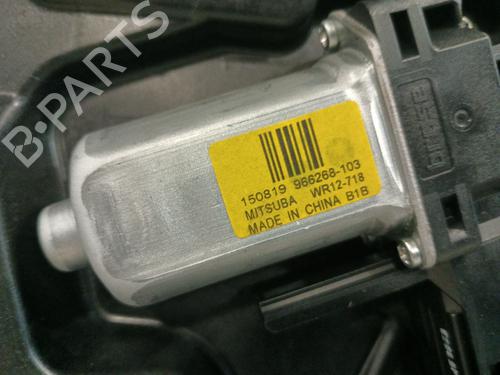 B-PARTS
150819 966268-103
MITSUBA WR12-718
MADE IN CHINA B1B